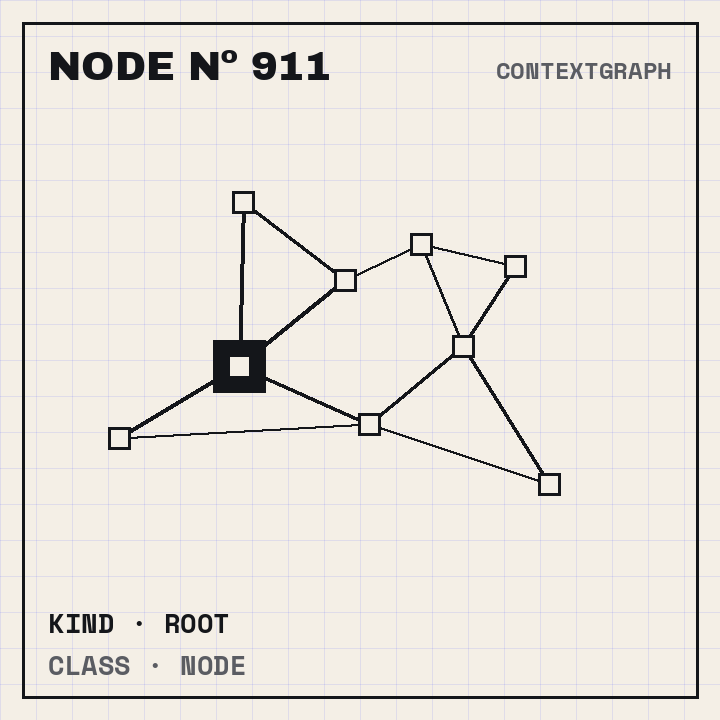 NODE Nº 911
CONTEXTGRAPH
KIND · ROOT
CLASS · NODE